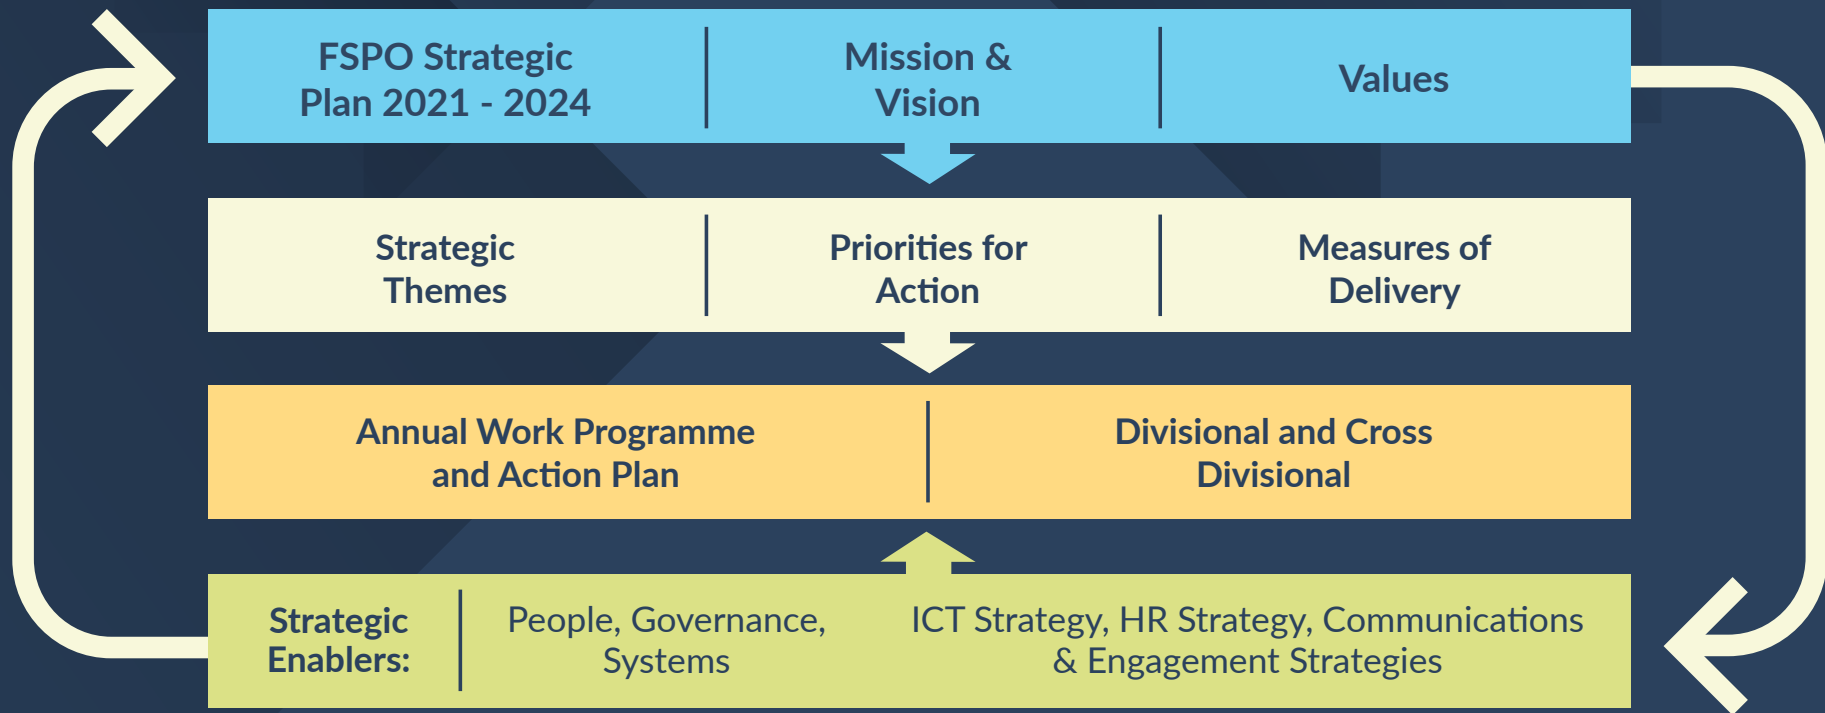 FSPO Strategic
Plan 2021 - 2024
Mission &
Vision
Values
Strategic
Themes
Priorities for
Action
Measures of
Delivery
Annual Work Programme
and Action Plan
Divisional and Cross
Divisional
Strategic
Enablers:
People, Governance,
Systems
ICT Strategy, HR Strategy, Communications
& Engagement Strategies